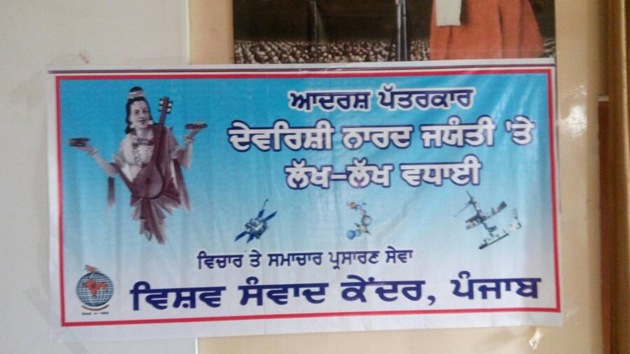 ਆਦਰਸ਼ ਪੱਤਰਕਾਰ
ਦੇਵਰਿਸ਼ੀ ਨਾਰਦ ਜਯੰਤੀ 'ਤੇ
ਲੱਖ-ਲੱਖ ਵਧਾਈ
ਵਿਚਾਰ ਤੇ ਸਮਾਚਾਰ ਪ੍ਰਸਾਰਣ ਸੇਵਾ
ਵਿਸ਼ਵ ਸੰਵਾਦ ਕੇਂਦਰ, ਪੰਜਾਬ